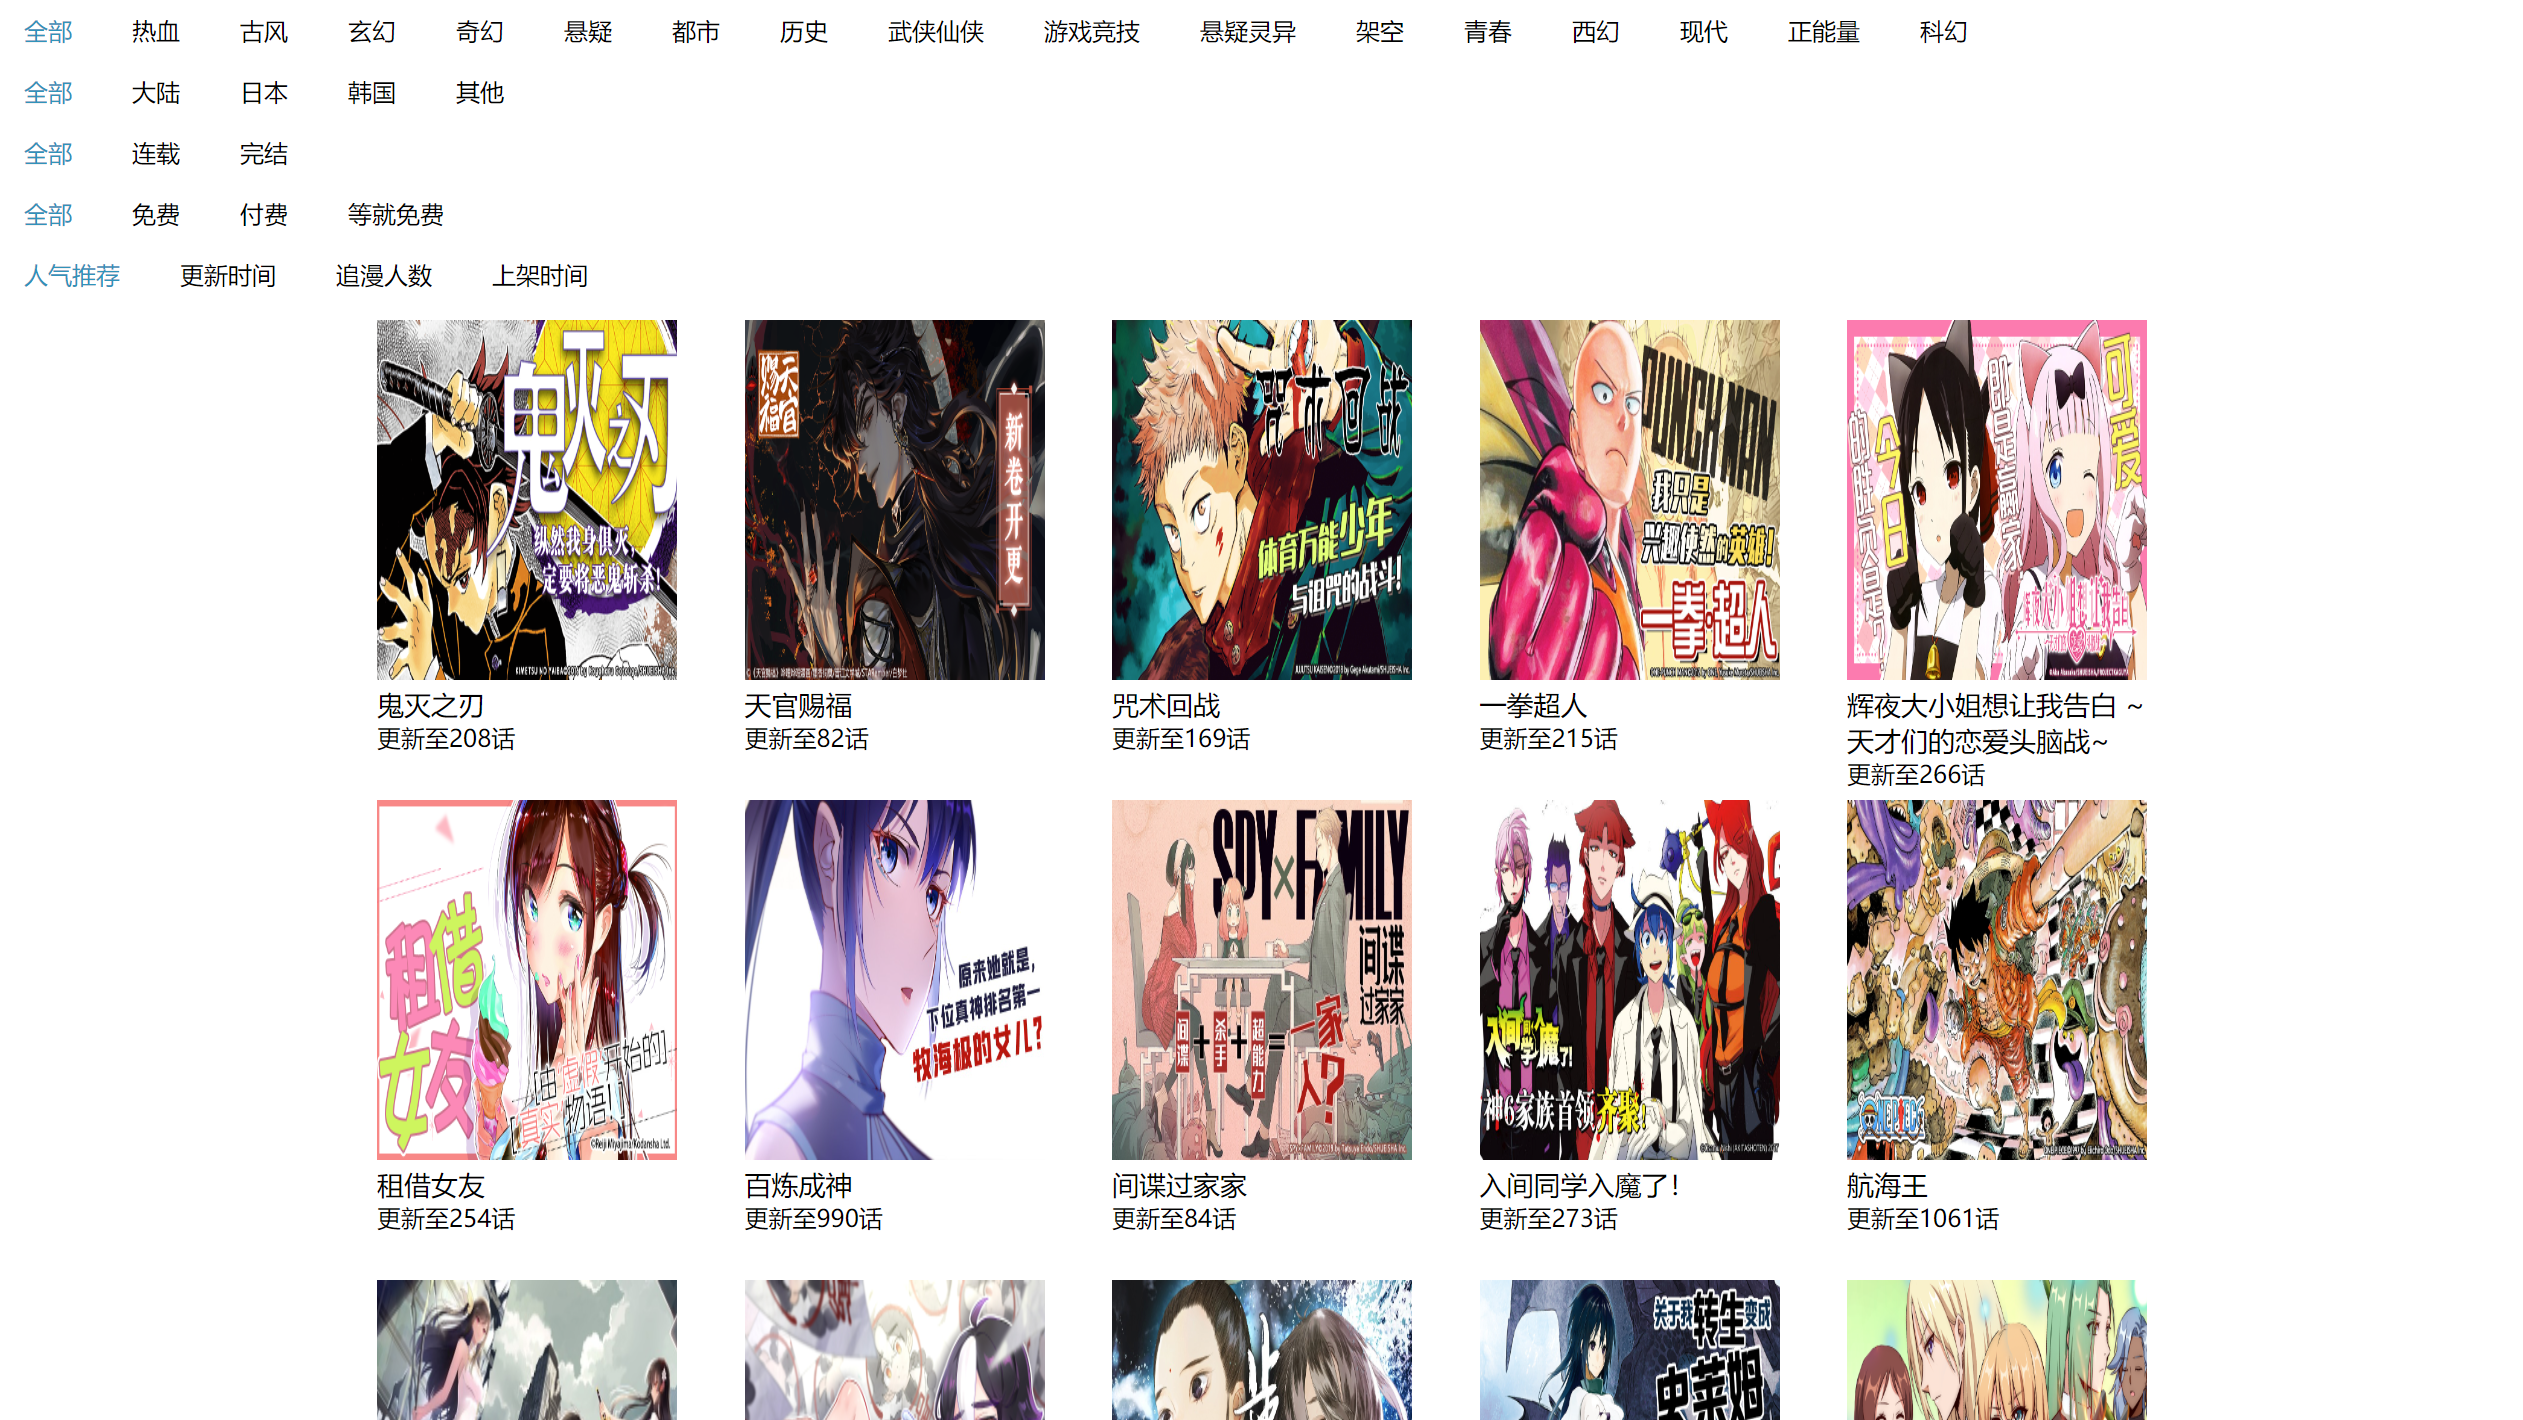 全部 热血 古风 玄幻 奇幻 悬疑 都市 历史 武侠仙侠 游戏竞技 悬疑灵异 架空 青春 西幻 现代 正能量 科幻
全部 大陆 日本 韩国 其他
全部 连载 完结
全部 免费 付费 等就免费
人气推荐 更新时间 追漫人数 上架时间
鬼灭之刃
纵然我身俱灭,
定要将恶鬼斩杀!
天官赐福
新卷开更
咒术回战
体育万能少年
与诅咒的战斗!
PUNCH MAN
我只是
兴趣使然的英雄!
一拳超人
可爱
即是赢家
今日
的胜负是
辉夜大小姐想让我告白
鬼灭之刃 天官赐福 咒术回战 一拳超人 辉夜大小姐想让我告白 ~
天才们的恋爱头脑战~
更新至208话 更新至82话 更新至169话 更新至215话 更新至266话
租借
女友
[由虚假开始的]
[真实物语!]
©Reiji Miyajima/Kodansha Ltd.
原来她就是,
下位真神排名第一
牧海极的女儿?
SPY×FAMILY
间谍
过家家
间谍+杀手+超能力=一家人?
入间同学入魔了!
神6家族首领齐聚!
ONE PIECE
租借女友 百炼成神 间谍过家家 入间同学入魔了! 航海王
更新至254话 更新至990话 更新至84话 更新至273话 更新至1061话
关于我转生变成
史莱姆